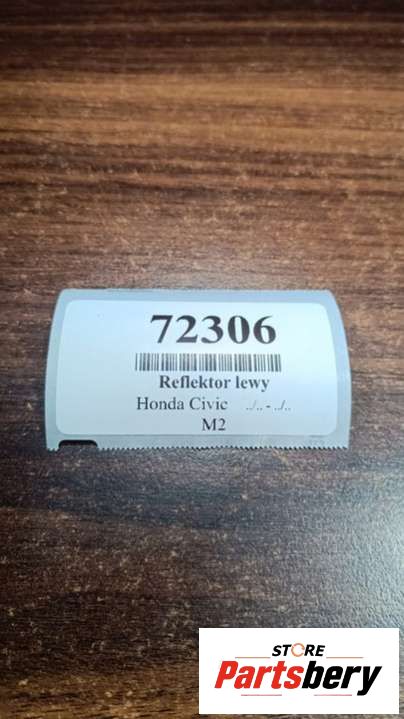 72306
Reflektor lewy
Honda Civic ../.. - ../..
M2
STORE
Partsbery